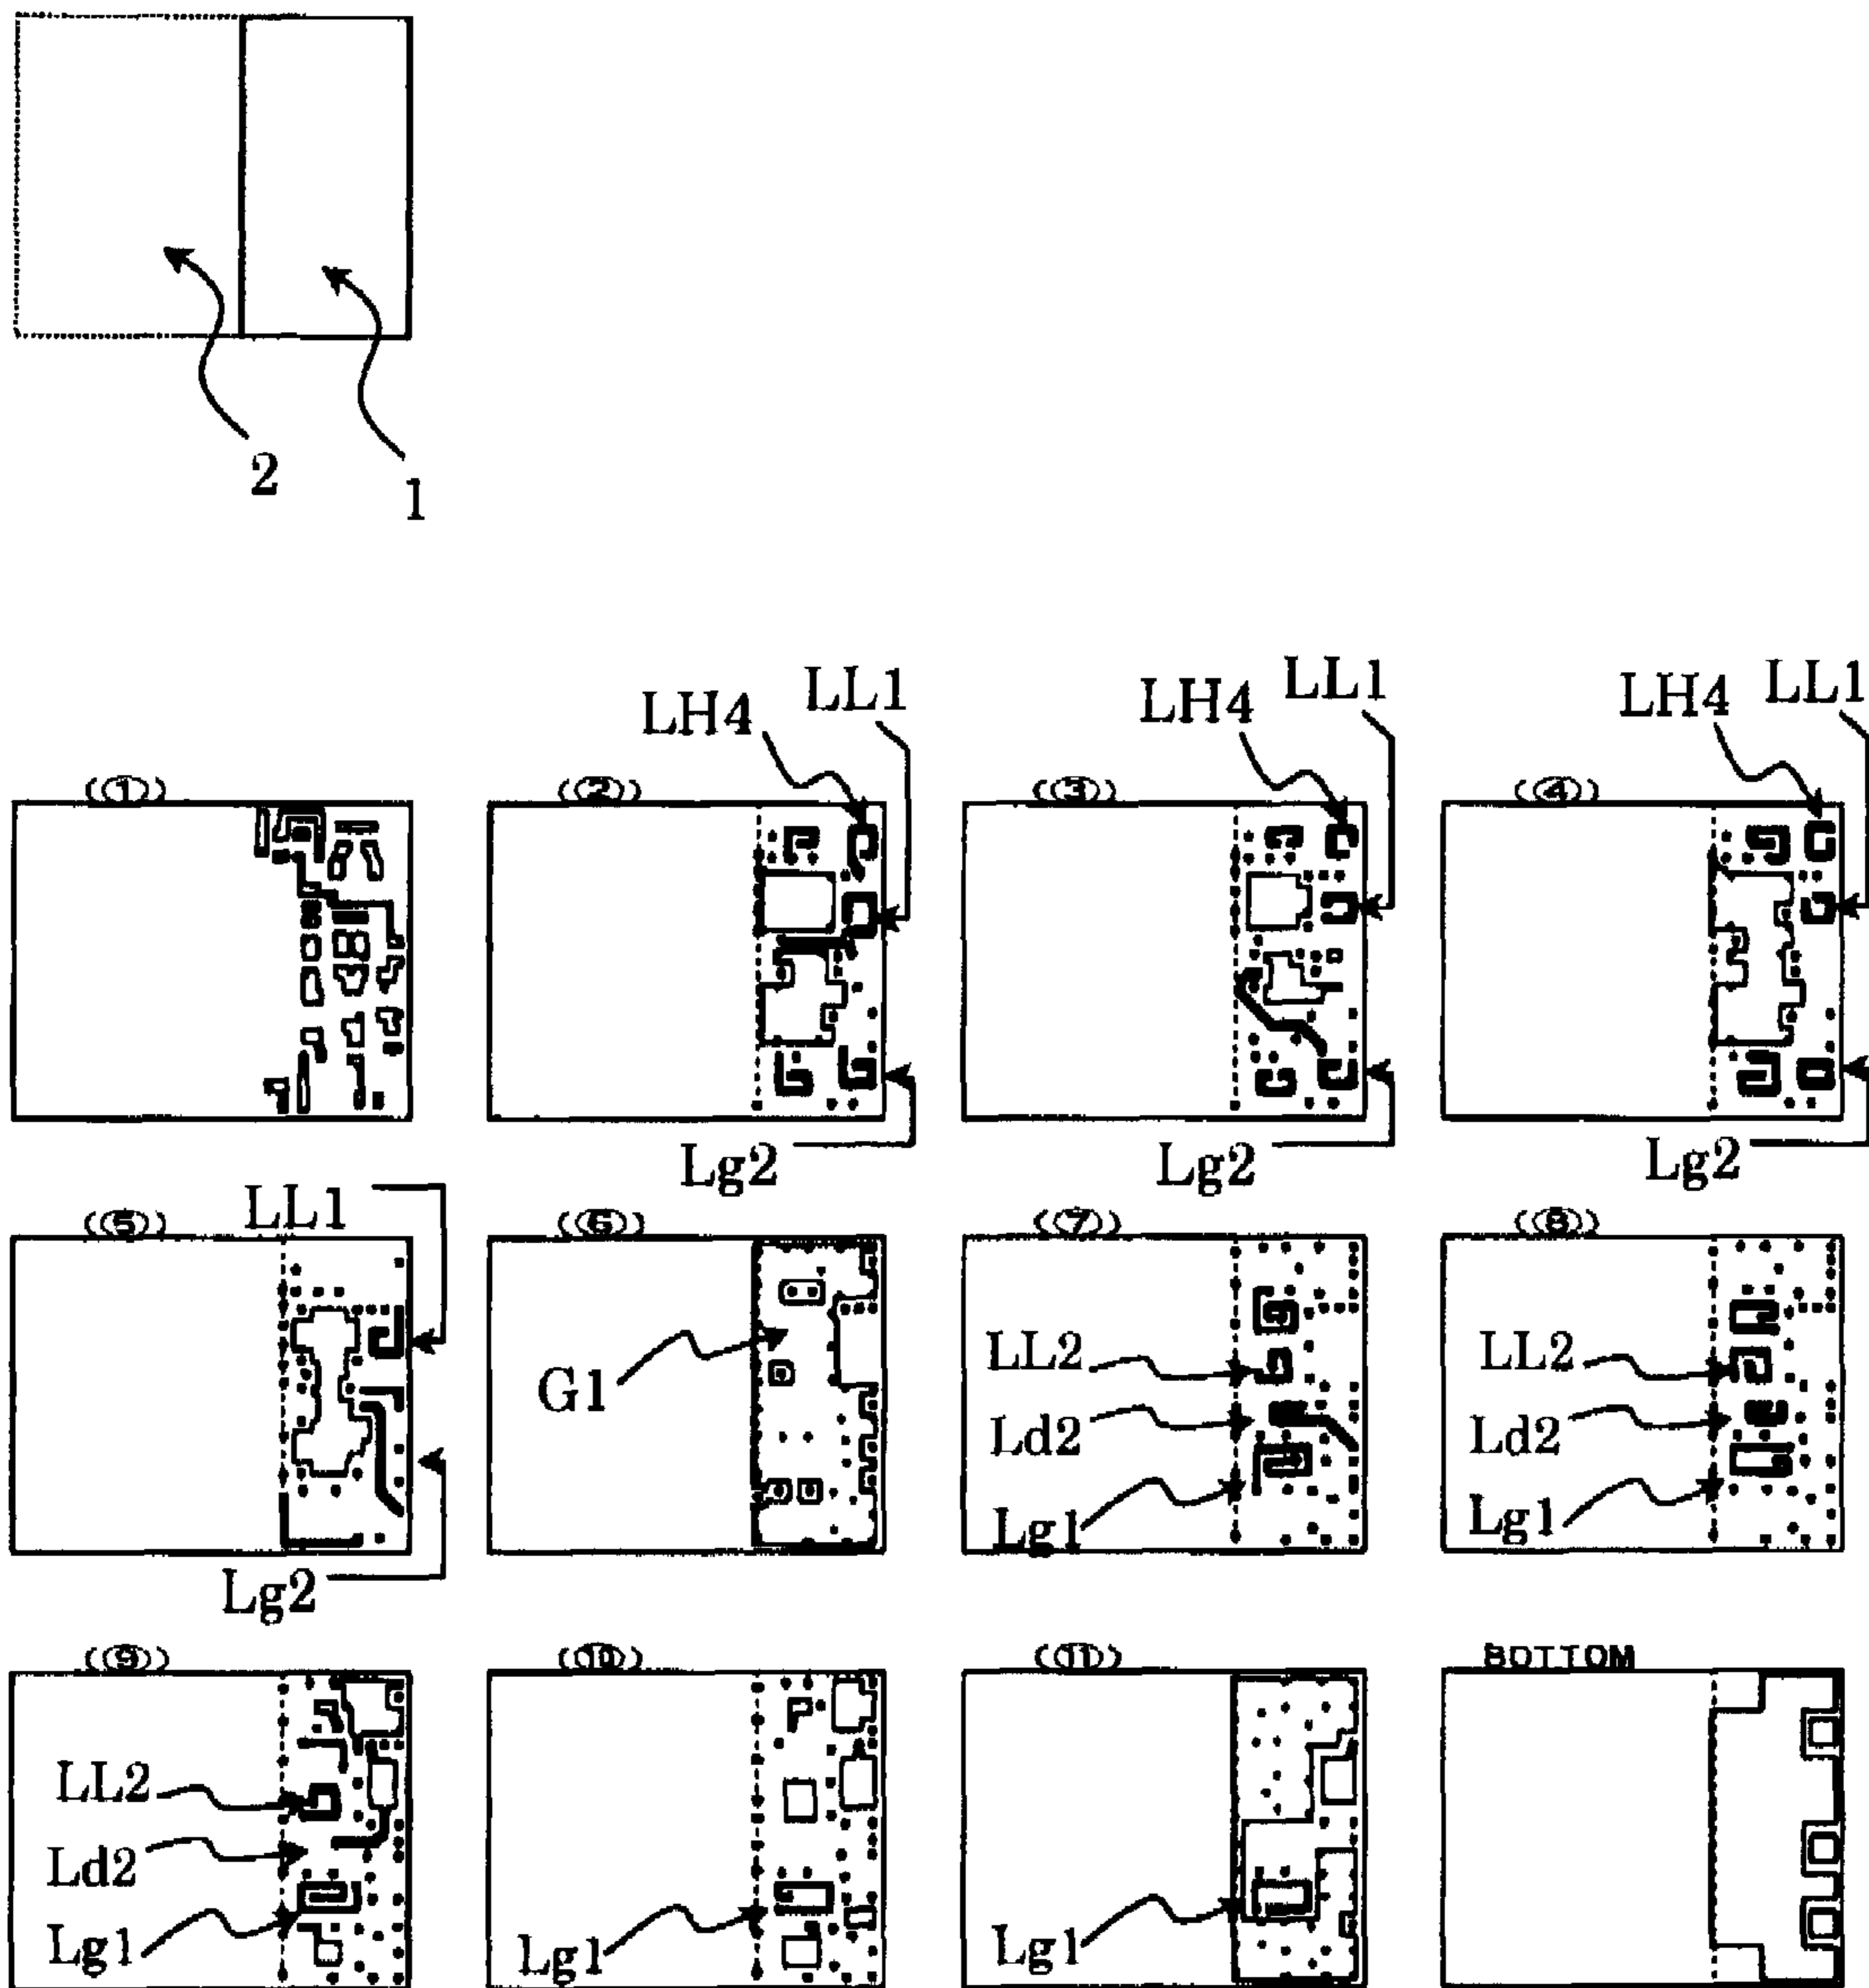 2
1
LH4 LL1 LH4 LL1 LH4 LL1
((①)) ((②)) ((③)) ((④))
Lg2 Lg2 Lg2
((⑤)) LL1 ((⑥)) ((⑦)) ((⑧))
G1 LL2 LL2
Ld2 Ld2
Lg1 Lg1
Lg2
((⑨)) ((⑩)) ((⑪)) BOTTOM
LL2
Ld2
Lg1 Lg1 Lg1